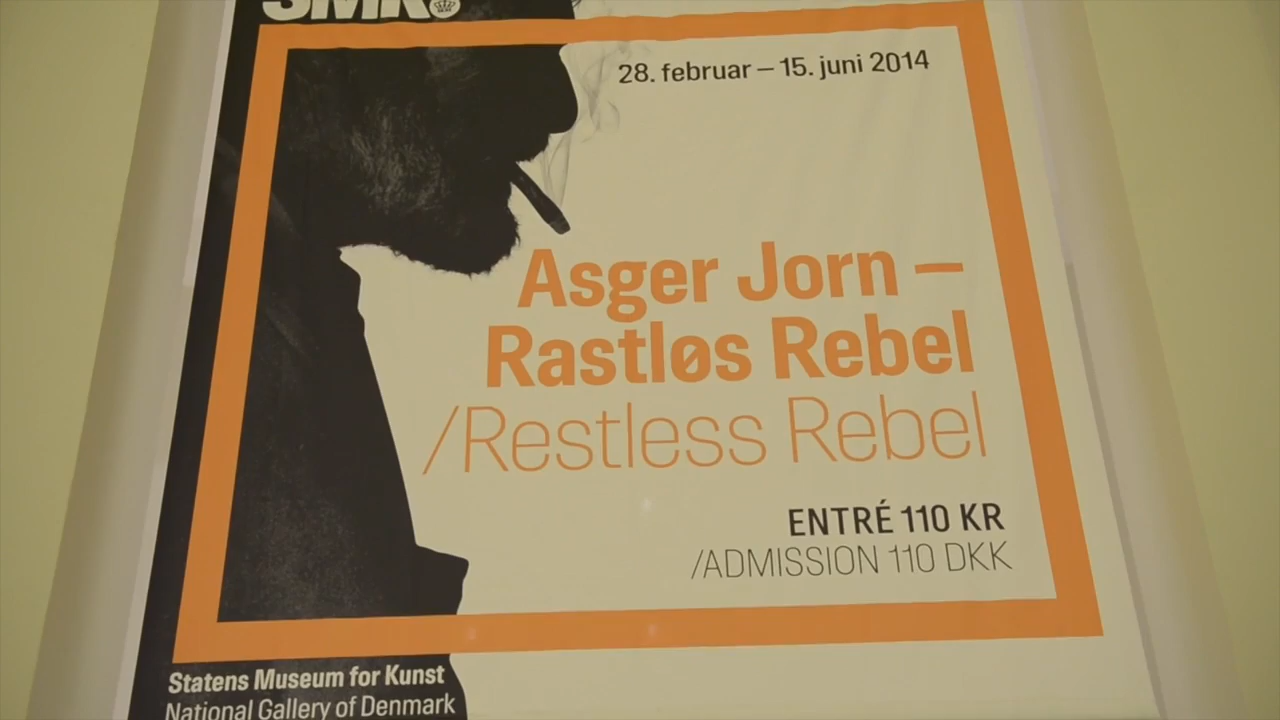 SMK.
28. februar – 15. juni 2014
Asger Jorn –
Rastløs Rebel
/Restless Rebel
ENTRÉ 110 KR
/ADMISSION 110 DKK
Statens Museum for Kunst
National Gallery of Denmark